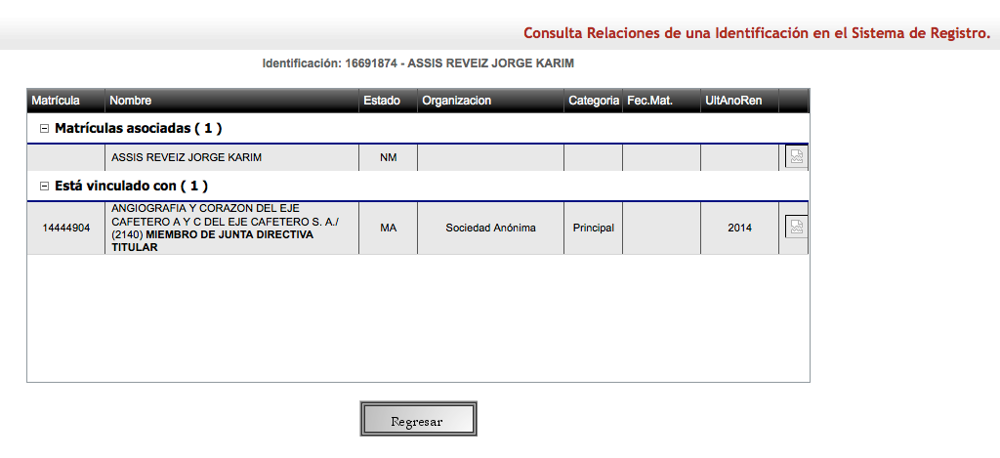 Consulta Relaciones de una Identificación en el Sistema de Registro.
Identificación: 16691874 - ASSIS REVEIZ JORGE KARIM
Matrícula Nombre Estado Organizacion Categoria Fec.Mat. UltAnoRen
Matrículas asociadas ( 1 )
ASSIS REVEIZ JORGE KARIM NM
Está vinculado con ( 1 )
14444904 ANGIOGRAFIA Y CORAZON DEL EJE
CAFETERO A Y C DEL EJE CAFETERO S. A./
(2140) MIEMBRO DE JUNTA DIRECTIVA
TITULAR
MA Sociedad Anónima Principal 2014
Regresar